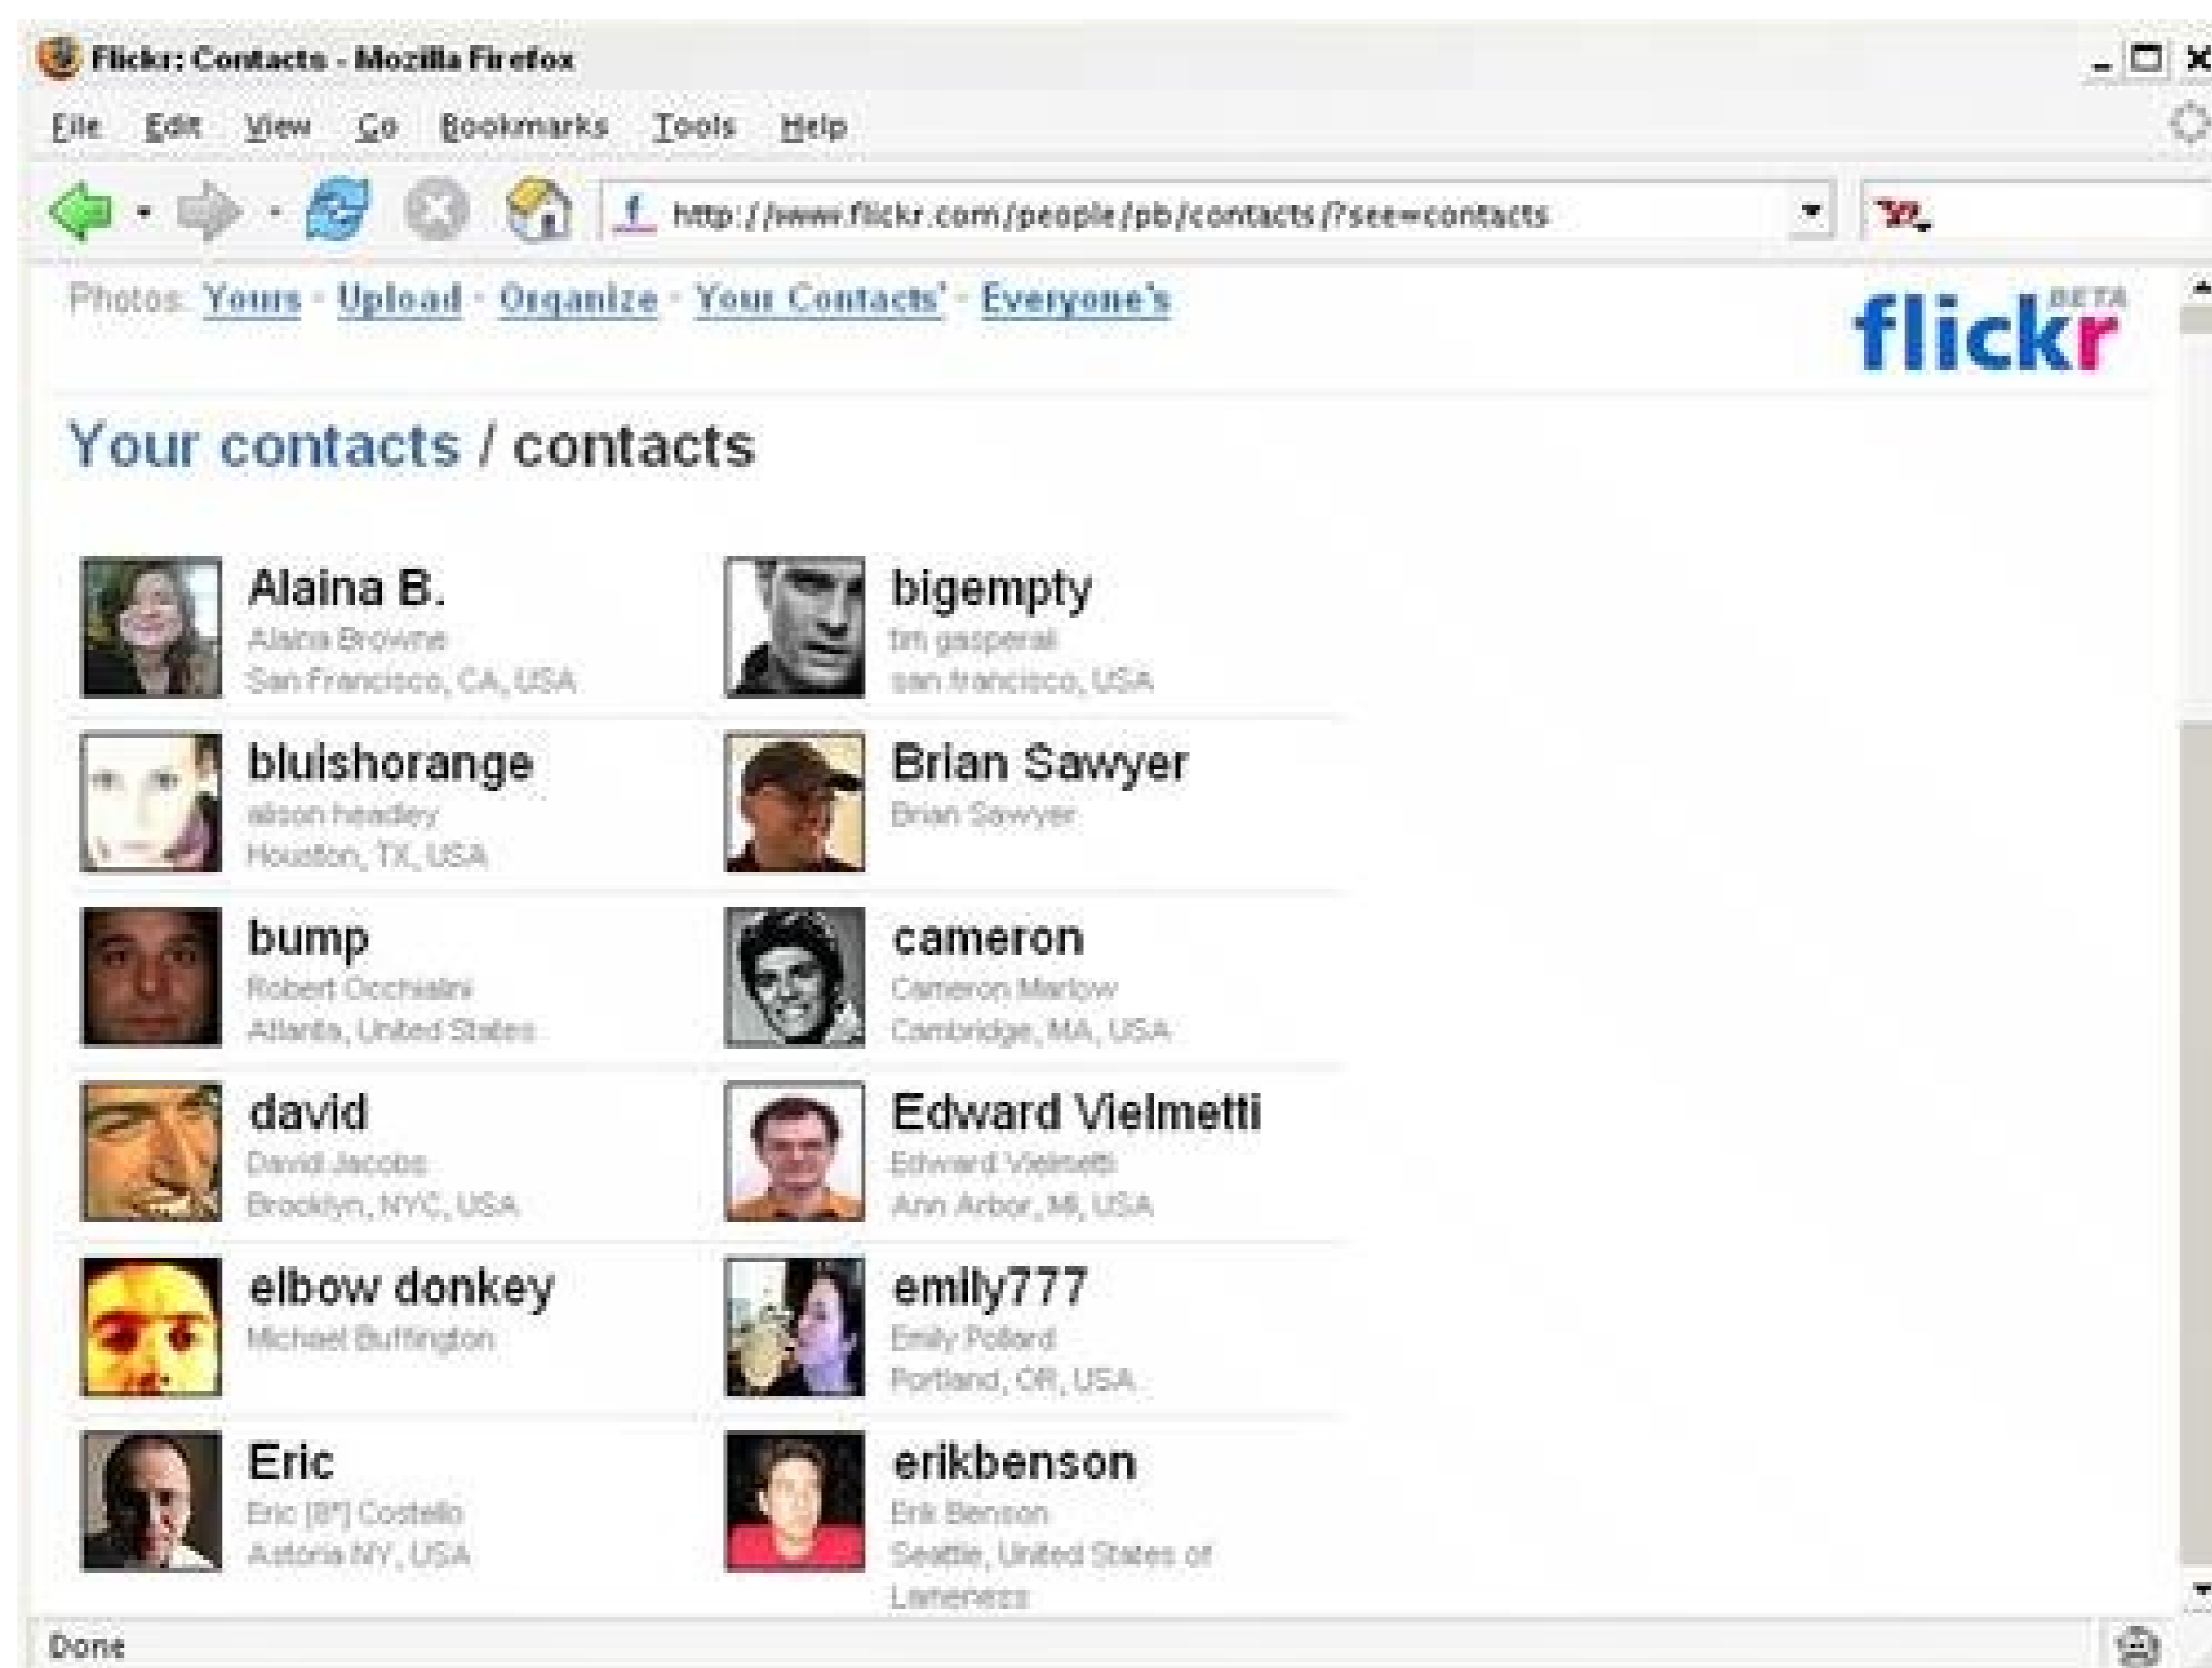 Flickr: Contacts - Mozilla Firefox
File Edit View Go Bookmarks Tools Help
http://www.flickr.com/people/pb/contacts/?see=contacts
Photos: Yours · Upload · Organize · Your Contacts' · Everyone's
flickr BETA
Your contacts / contacts
Alaina B.
Alaina Browne
San Francisco, CA, USA
bigempty
tim gasperak
san francisco, USA
bluishorange
alison headley
Houston, TX, USA
Brian Sawyer
Brian Sawyer
bump
Robert Occhialini
Atlanta, United States
cameron
Cameron Marlow
Cambridge, MA, USA
david
David Jacobs
Brooklyn, NYC, USA
Edward Vielmetti
Edward Vielmetti
Ann Arbor, MI, USA
elbow donkey
Michael Buffington
emily777
Emily Pollard
Portland, OR, USA
Eric
Eric [8*] Costello
Astoria NY, USA
erikbenson
Erik Benson
Seattle, United States of
Lameness
Done